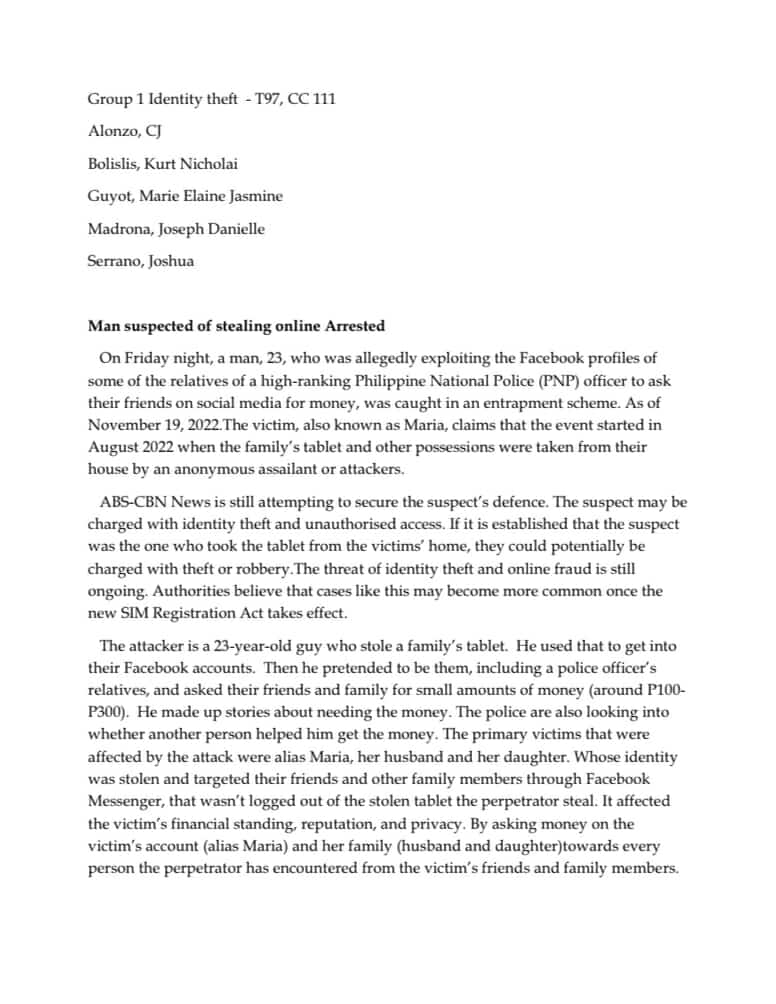 Group 1 Identity theft  - T97, CC 111
Alonzo, CJ
Bolislis, Kurt Nicholai
Guyot, Marie Elaine Jasmine
Madrona, Joseph Danielle
Serrano, Joshua
Man suspected of stealing online Arrested
On Friday night, a man, 23, who was allegedly exploiting the Facebook profiles of
some of the relatives of a high-ranking Philippine National Police (PNP) officer to ask
their friends on social media for money, was caught in an entrapment scheme. As of
November 19, 2022.The victim, also known as Maria, claims that the event started in
August 2022 when the family's tablet and other possessions were taken from their
house by an anonymous assailant or attackers.
ABS-CBN News is still attempting to secure the suspect's defence. The suspect may be
charged with identity theft and unauthorised access. If it is established that the suspect
was the one who took the tablet from the victims' home, they could potentially be
charged with theft or robbery.The threat of identity theft and online fraud is still
ongoing. Authorities believe that cases like this may become more common once the
new SIM Registration Act takes effect.
The attacker is a 23-year-old guy who stole a family's tablet.  He used that to get into
their Facebook accounts.  Then he pretended to be them, including a police officer's
relatives, and asked their friends and family for small amounts of money (around P100-
P300).  He made up stories about needing the money. The police are also looking into
whether another person helped him get the money. The primary victims that were
affected by the attack were alias Maria, her husband and her daughter. Whose identity
was stolen and targeted their friends and other family members through Facebook
Messenger, that wasn't logged out of the stolen tablet the perpetrator steal. It affected
the victim's financial standing, reputation, and privacy. By asking money on the
victim's account (alias Maria) and her family (husband and daughter)towards every
person the perpetrator has encountered from the victim's friends and family members.